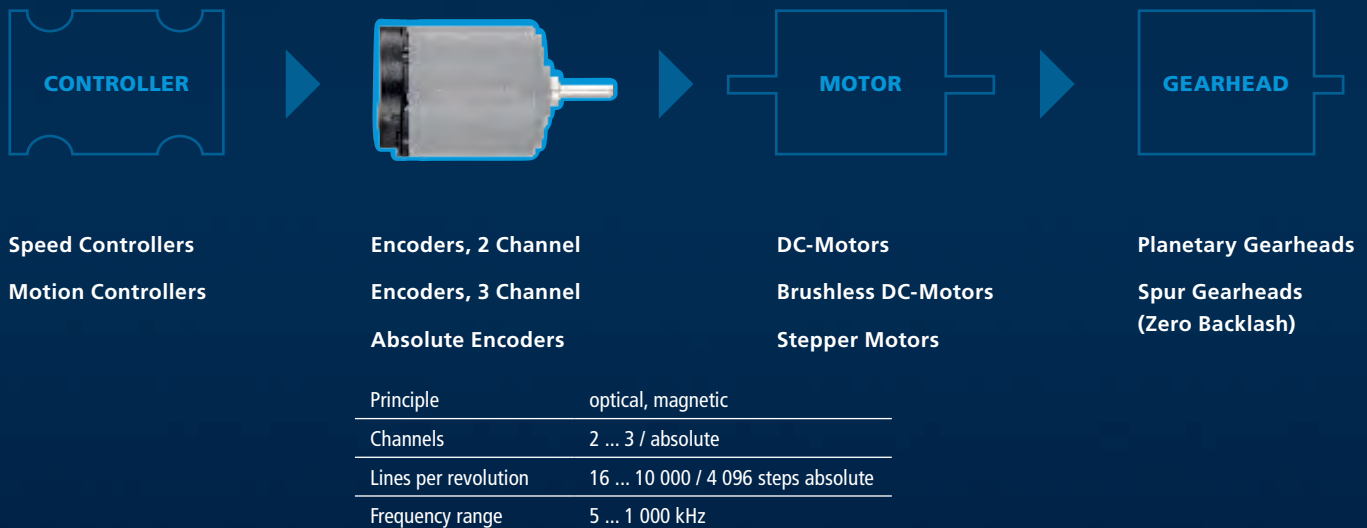 CONTROLLER
MOTOR
GEARHEAD
Speed Controllers
Motion Controllers
Encoders, 2 Channel
Encoders, 3 Channel
Absolute Encoders
DC-Motors
Brushless DC-Motors
Stepper Motors
Planetary Gearheads
Spur Gearheads
(Zero Backlash)
Principle optical, magnetic
Channels 2 ... 3 / absolute
Lines per revolution 16 ... 10 000 / 4 096 steps absolute
Frequency range 5 ... 1 000 kHz